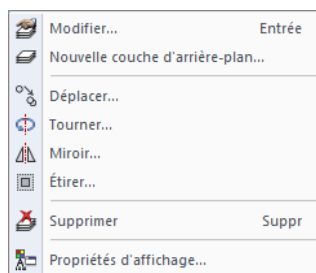 Modifier... Entrée
Nouvelle couche d'arrière-plan...
Déplacer...
Tourner...
Miroir...
Étirer...
Supprimer Suppr
Propriétés d'affichage...